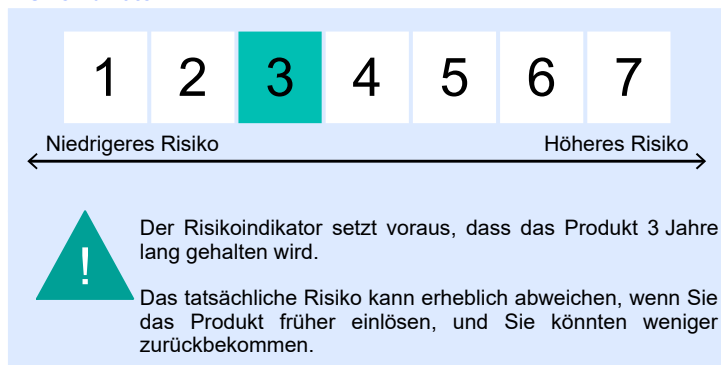 1 2 3 4 5 6 7
Niedrigeres Risiko Höheres Risiko
!
Der Risikoindikator setzt voraus, dass das Produkt 3 Jahre
lang gehalten wird.
Das tatsächliche Risiko kann erheblich abweichen, wenn Sie
das Produkt früher einlösen, und Sie könnten weniger
zurückbekommen.